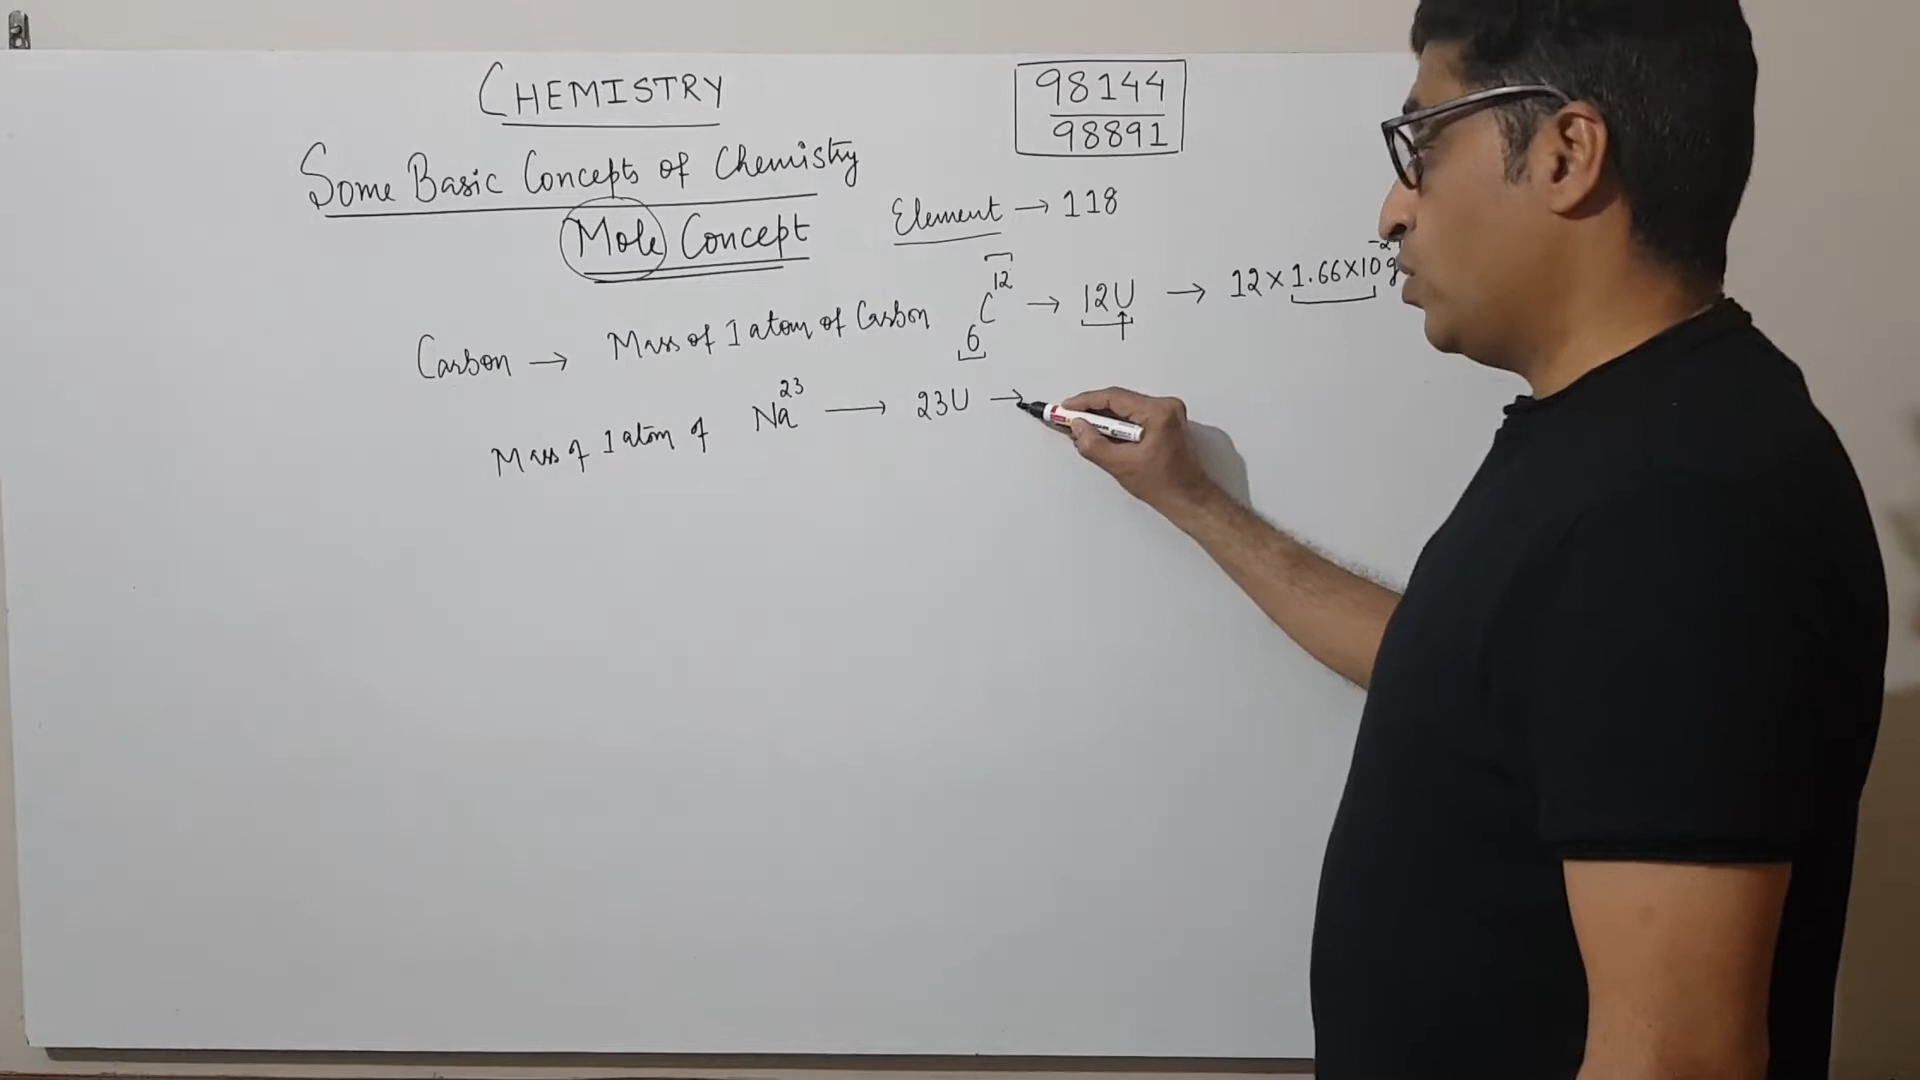 CHEMISTRY
98144
98891
Some Basic Concepts of Chemistry
Mole Concept
Element → 118
Carbon → Mass of 1 atom of Carbon ₆C¹² → 12U → 12×1.66×10⁻²⁴g
Mass of 1 atom of Na²³ → 23U →